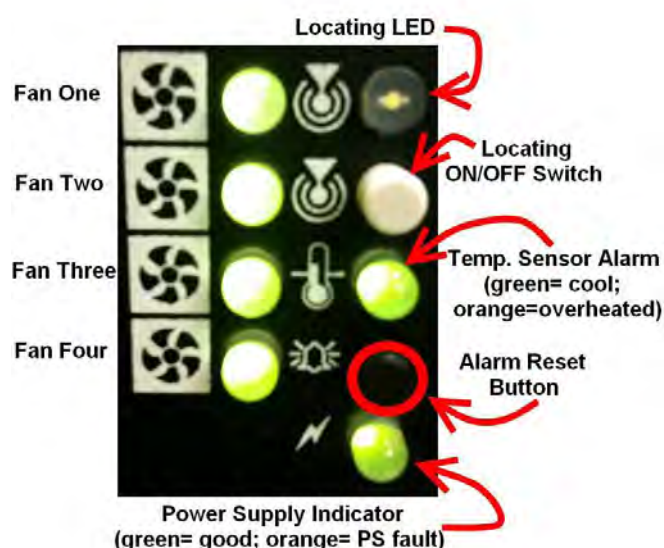 Locating LED
Fan One
Locating
ON/OFF Switch
Fan Two
Fan Three
Temp. Sensor Alarm
(green= cool;
orange=overheated)
Fan Four
Alarm Reset
Button
Power Supply Indicator
(green= good; orange= PS fault)